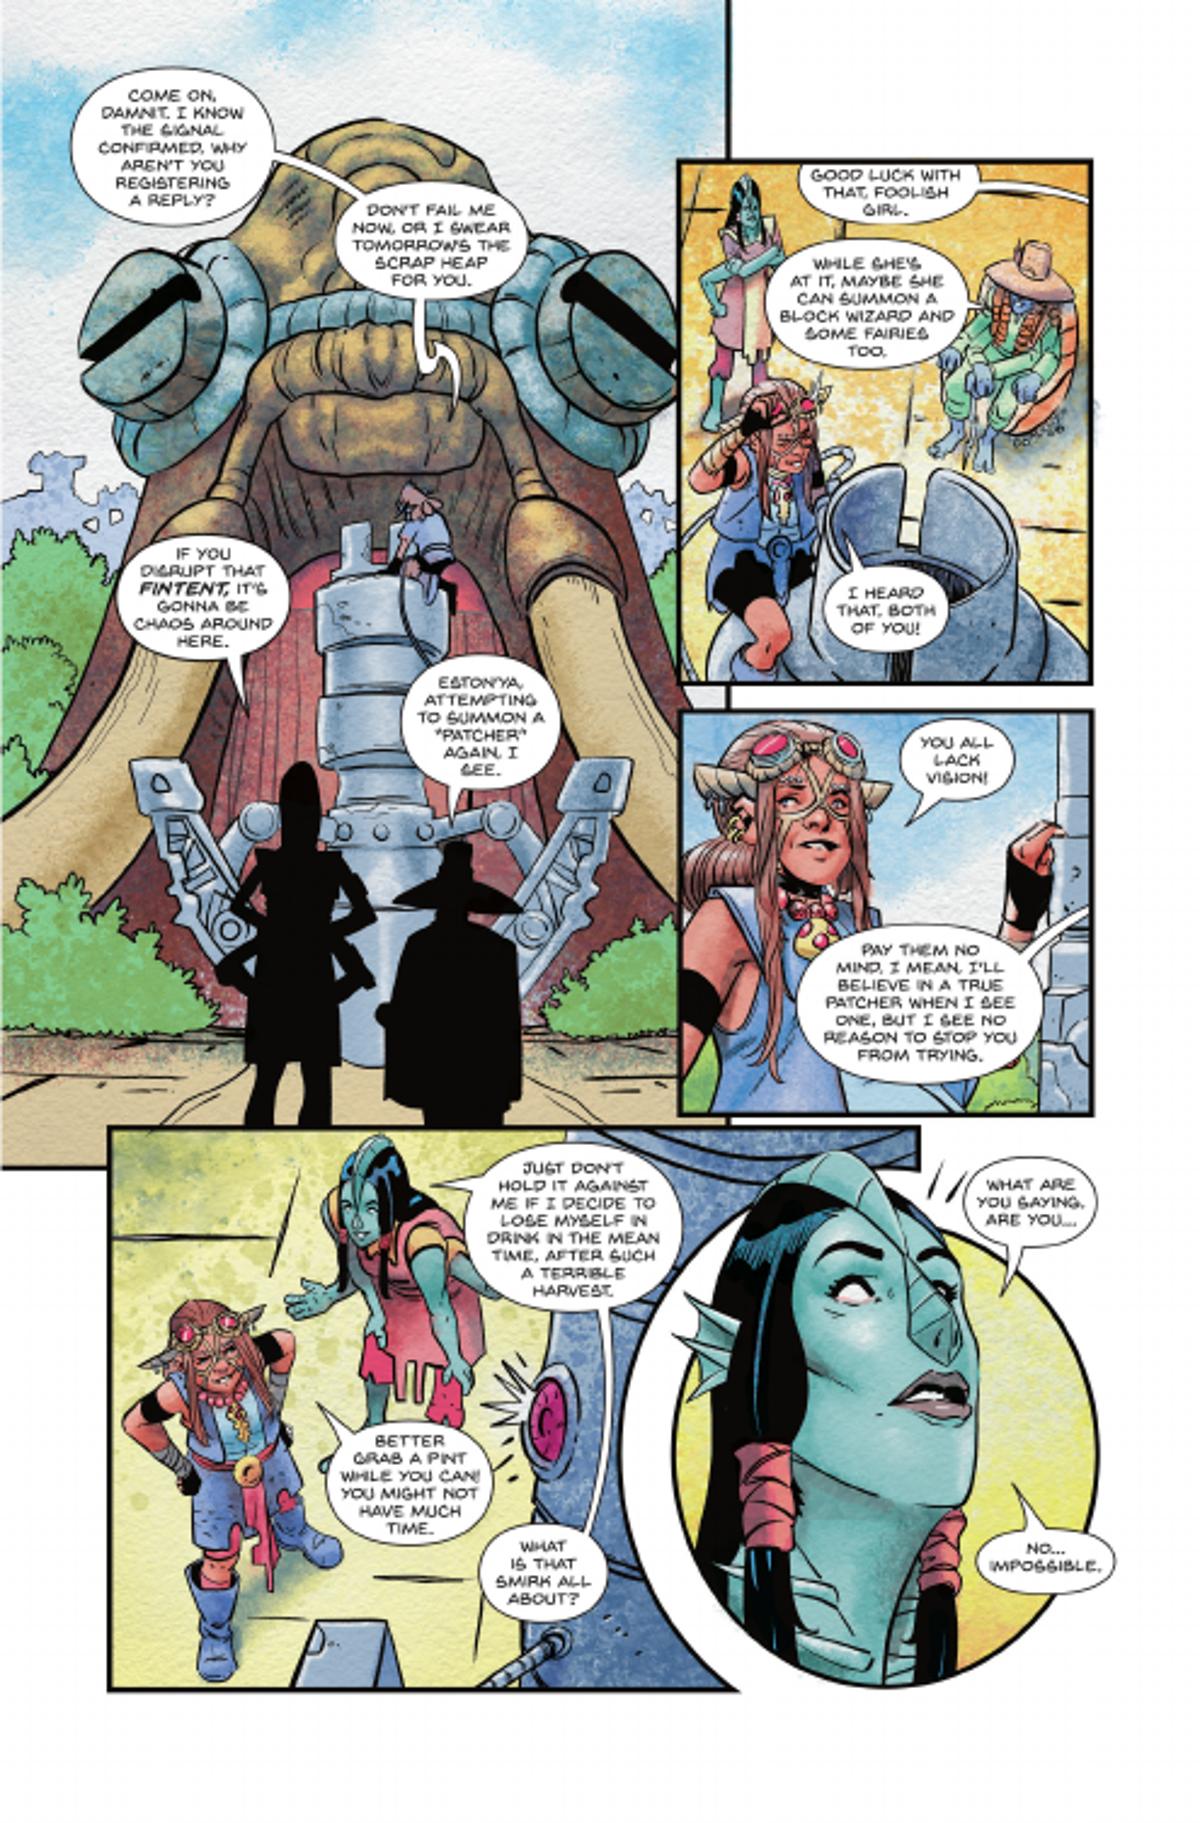 COME ON,
DAMNIT. I KNOW
THE SIGNAL
CONFIRMED, WHY
AREN'T YOU
REGISTERING
A REPLY?
DON'T FAIL ME
NOW, OR I SWEAR
TOMORROW'S THE
SCRAP HEAP
FOR YOU.
IF YOU
DISRUPT THAT
FINTENT, IT'S
GONNA BE
CHAOS AROUND
HERE.
ESTON'YA,
ATTEMPTING
TO SUMMON A
"PATCHER"
AGAIN, I
SEE.
GOOD LUCK WITH
THAT, FOOLISH
GIRL.
WHILE SHE'S
AT IT, MAYBE SHE
CAN SUMMON A
BLOCK WIZARD AND
SOME FAIRIES
TOO.
I HEARD
THAT, BOTH
OF YOU!
YOU ALL
LACK
VISION!
PAY THEM NO
MIND, I MEAN, I'LL
BELIEVE IN A TRUE
PATCHER WHEN I SEE
ONE, BUT I SEE NO
REASON TO STOP YOU
FROM TRYING.
JUST DON'T
HOLD IT AGAINST
ME IF I DECIDE TO
LOSE MYSELF IN
DRINK IN THE MEAN
TIME, AFTER SUCH
A TERRIBLE
HARVEST.
BETTER
GRAB A PINT
WHILE YOU CAN!
YOU MIGHT NOT
HAVE MUCH
TIME.
WHAT
IS THAT
SMIRK ALL
ABOUT?
WHAT ARE
YOU SAYING,
ARE YOU...
NO...
IMPOSSIBLE.